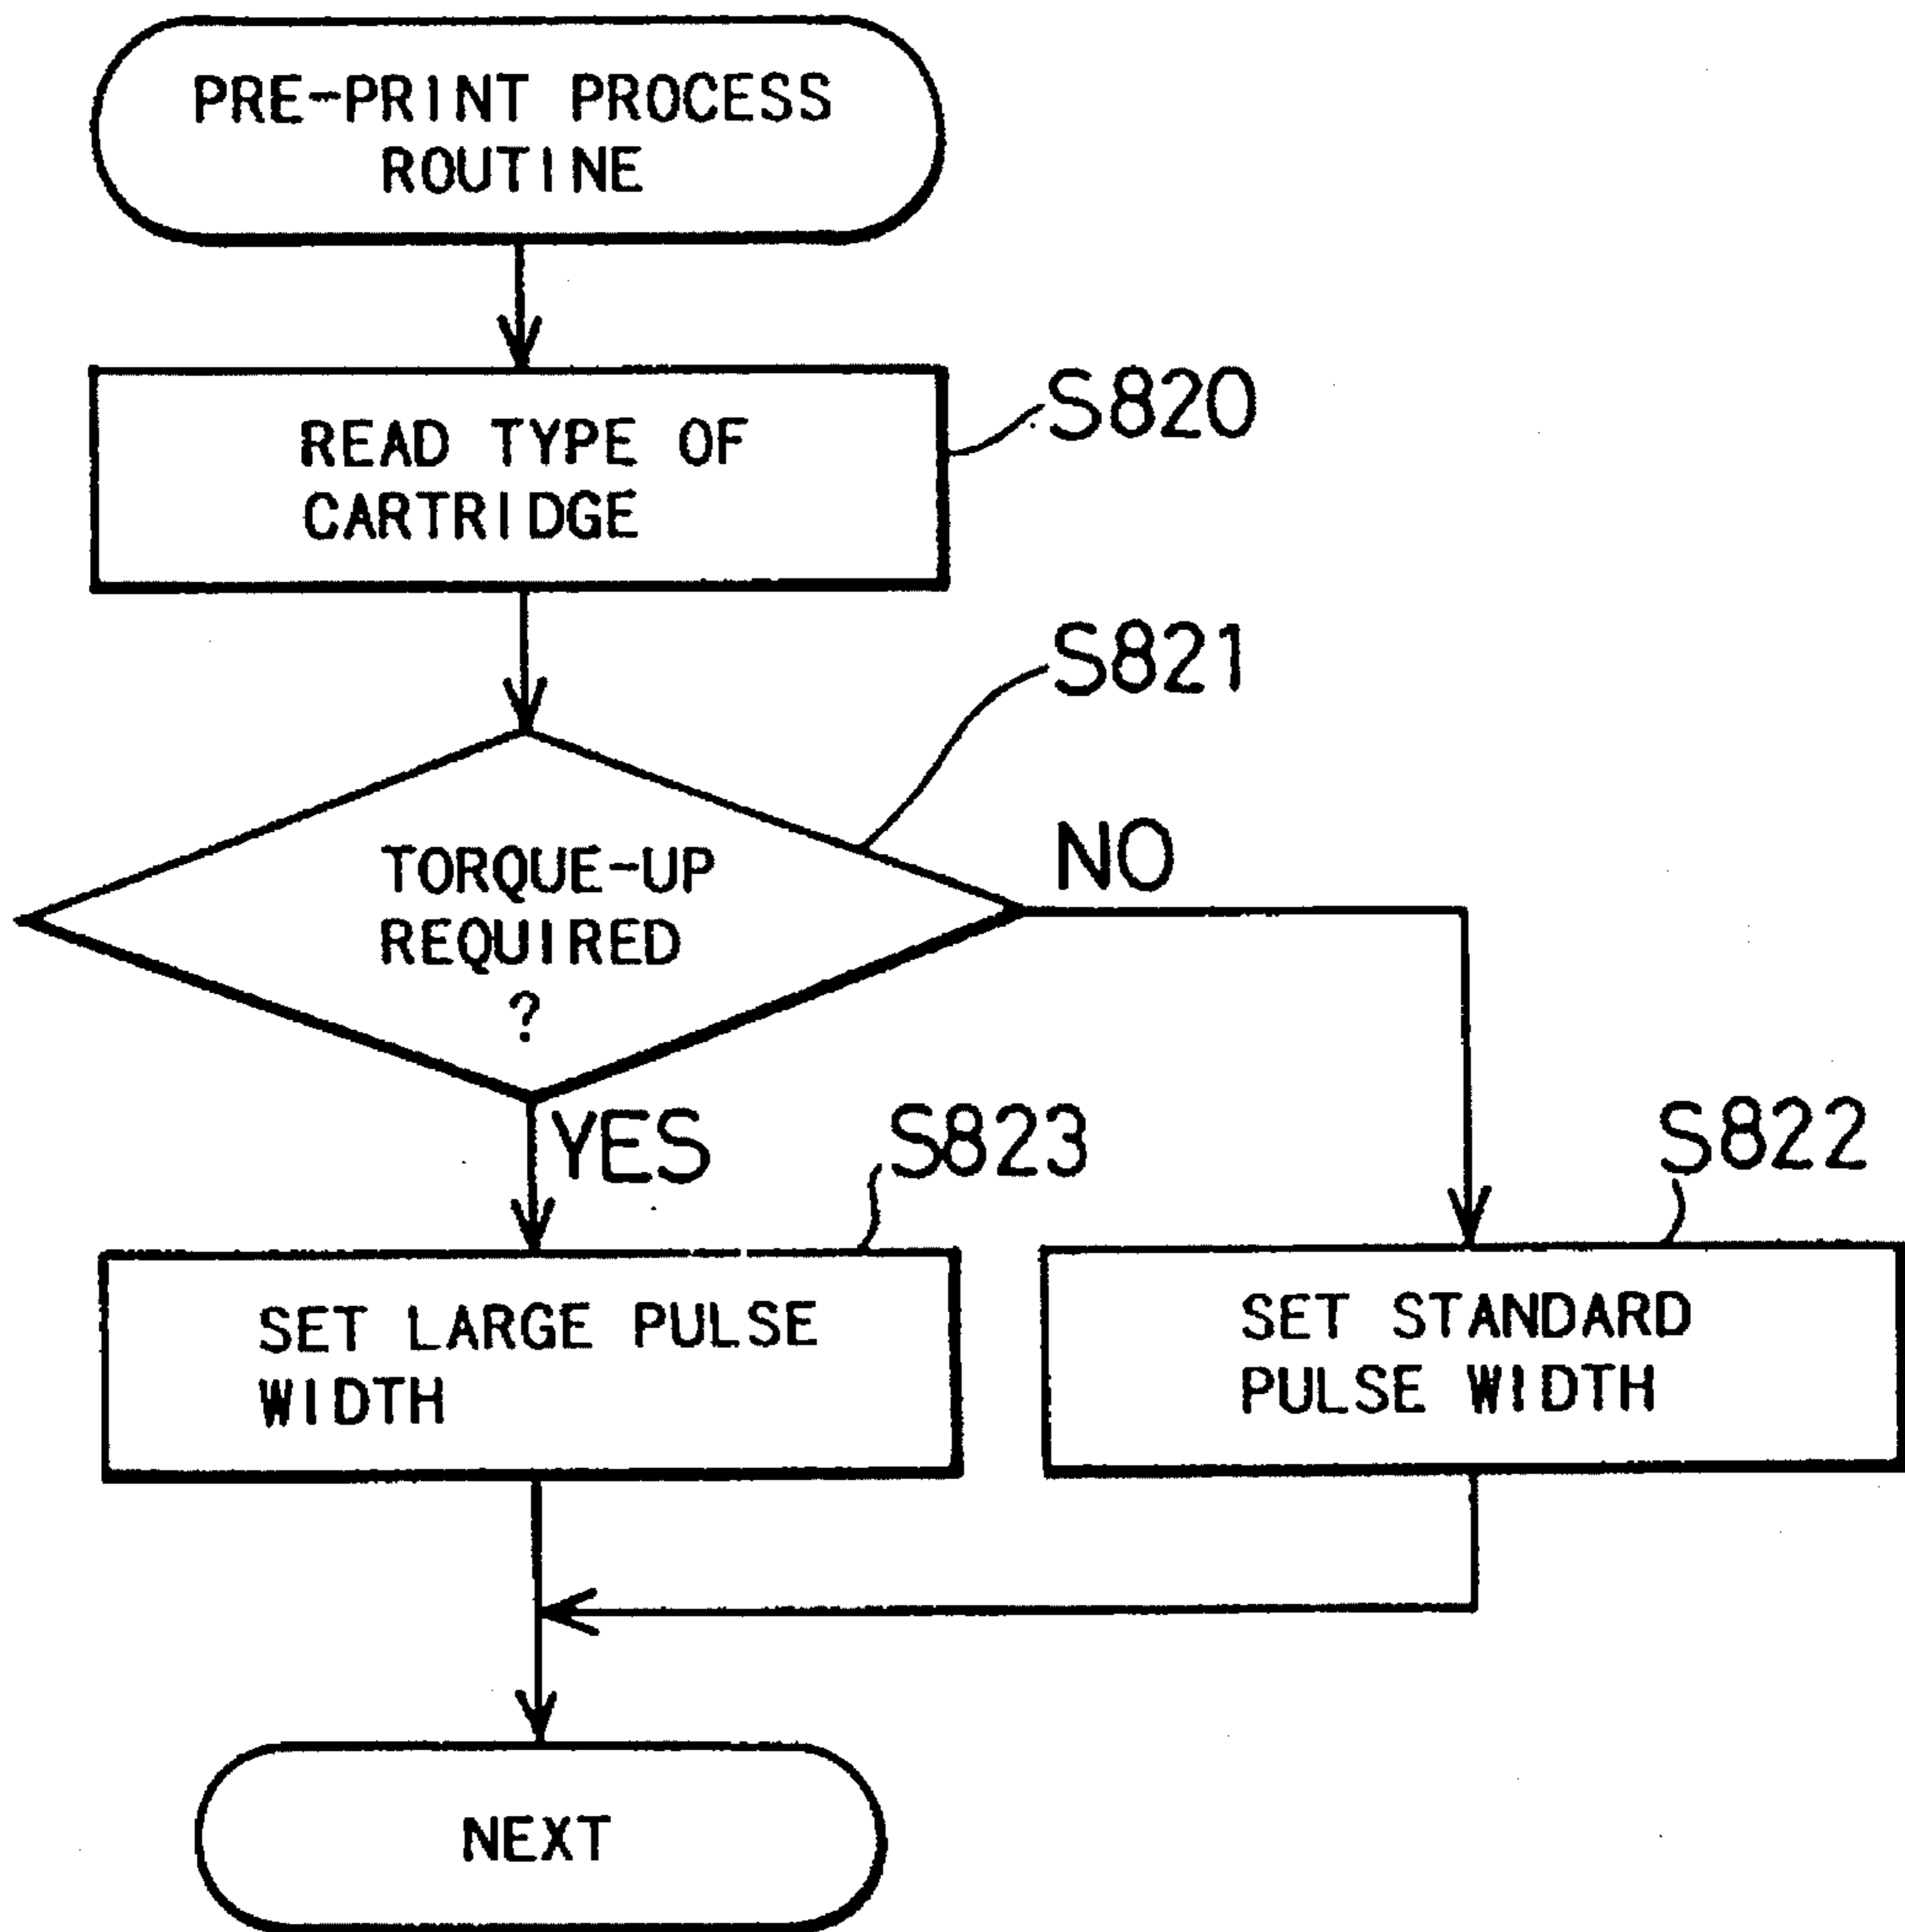 PRE-PRINT PROCESS
ROUTINE
READ TYPE OF
CARTRIDGE
S820
S821
TORQUE-UP
REQUIRED
?
NO
YES
S823
S822
SET LARGE PULSE
WIDTH
SET STANDARD
PULSE WIDTH
NEXT